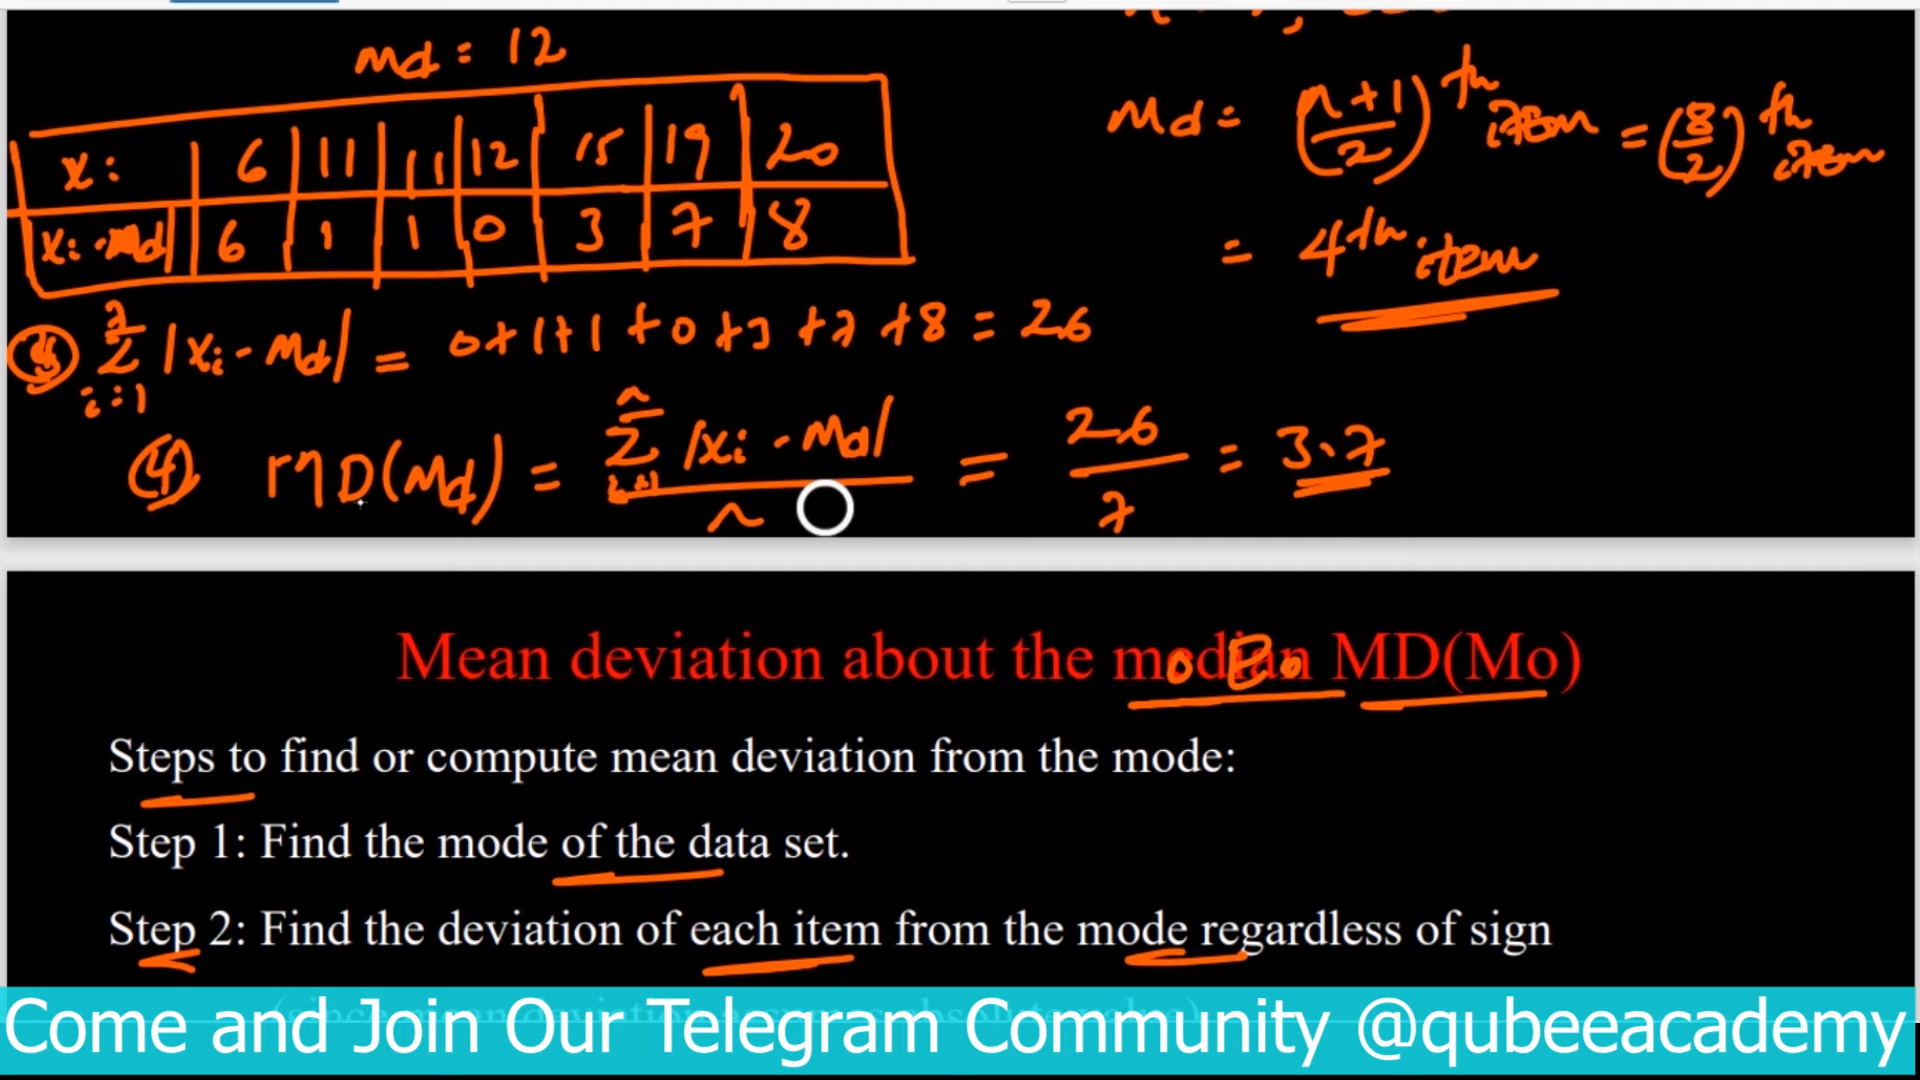 Md = 12
xi 6 11 11 12 15 19 20
|xi - Md| 6 1 1 0 3 7 8
Md = (n+1/2)th item = (8/2)th item
= 4th item
7 Σ i=1 |xi - Md| = 0+1+1+0+3+7+8 = 26
④ MD(Md) = n Σ i=1 |xi - Md| / n = 26/7 = 3.7
Mean deviation about the median MD(Mo)
Steps to find or compute mean deviation from the mode:
Step 1: Find the mode of the data set.
Step 2: Find the deviation of each item from the mode regardless of sign
Come and Join Our Telegram Community @qubeeacademy